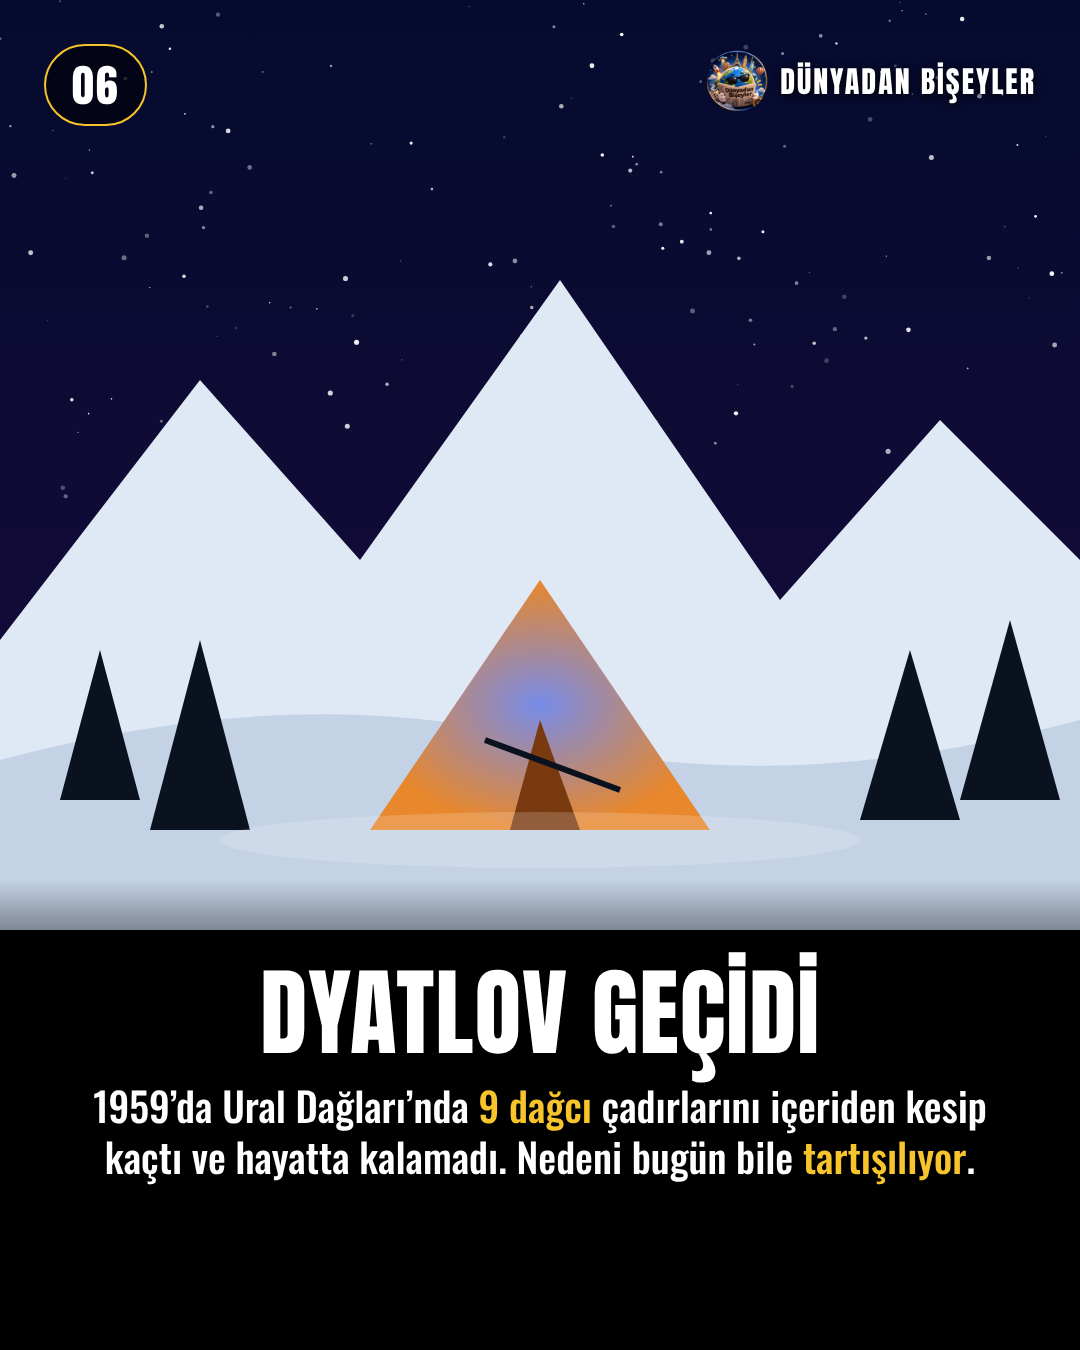 06
DÜNYADAN BİŞEYLER
DYATLOV GEÇİDİ
1959’da Ural Dağları’nda 9 dağcı çadırlarını içeriden kesip
kaçtı ve hayatta kalamadı. Nedeni bugün bile tartışılıyor.